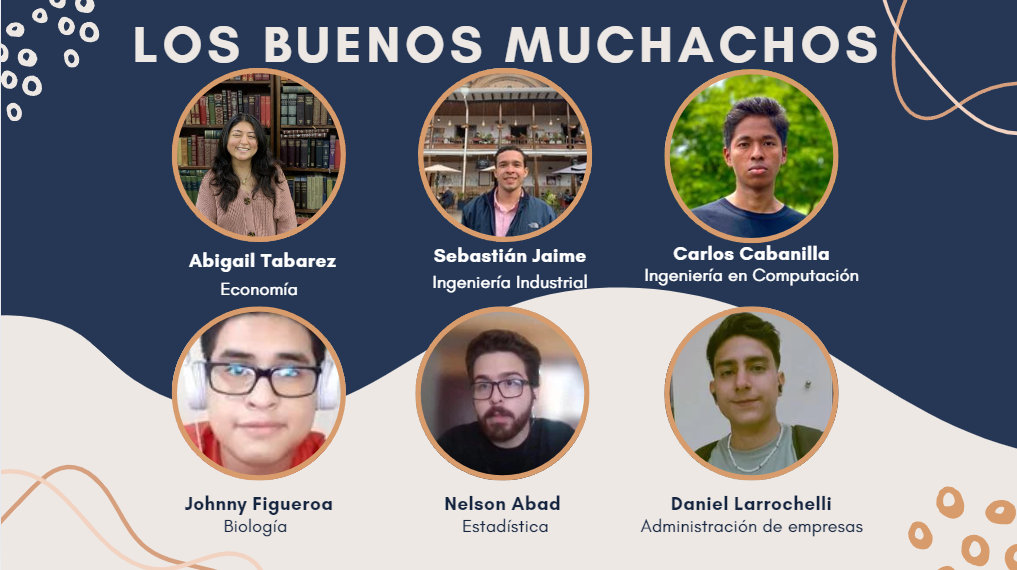 LOS BUENOS MUCHACHOS
Abigail Tabarez
Economía
Sebastián Jaime
Ingeniería Industrial
Carlos Cabanilla
Ingeniería en Computación
Johnny Figueroa
Biología
Nelson Abad
Estadística
Daniel Larrochelli
Administración de empresas